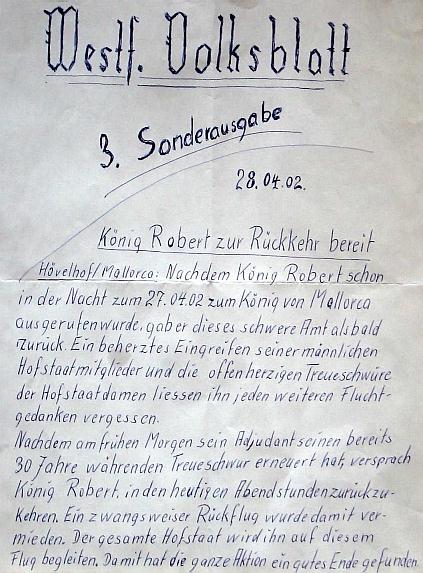 Westf. Volksblatt
3. Sonderausgabe
28.04.02.
König Robert zur Rückkehr bereit
Hövelhof/Mallorca: Nachdem König Robert schon
in der Nacht zum 27.04.02 zum König von Mallorca
ausgerufen wurde, gab er dieses schwere Amt alsbald
zurück. Ein beherztes Eingreifen seiner männlichen
Hofstaatmitglieder und die offenherzigen Treueschwüre
der Hofstaatdamen liessen ihn jeden weiteren Flucht-
gedanken vergessen.
Nachdem am frühen Morgen sein Adjudant seinen bereits
30 Jahre währenden Treueschwur erneuert hat, versprach
König Robert, in den heutigen Abendstunden zurückzu-
kehren. Ein zwangsweiser Rückflug wurde damit ver-
mieden. Der gesamte Hofstaat wird ihn auf diesem
Flug begleiten. Damit hat die ganze Aktion ein gutes Ende gefunden.